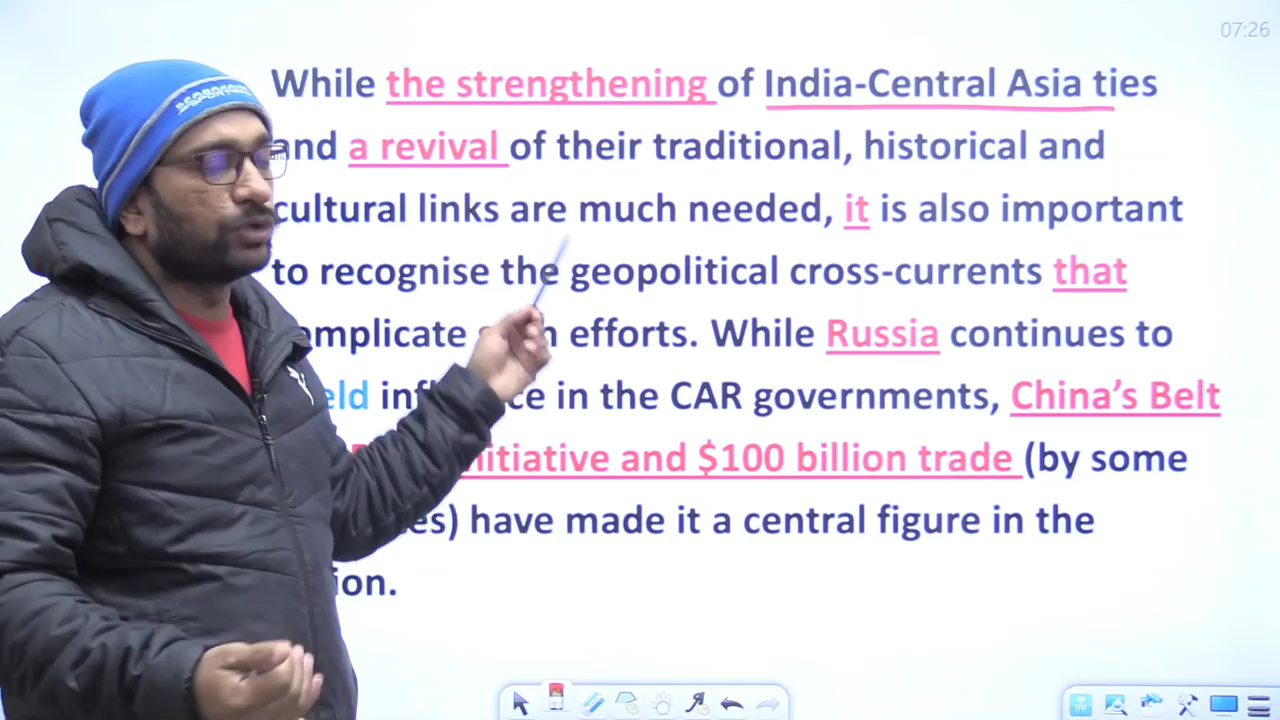 07:26
While the strengthening of India-Central Asia ties
and a revival of their traditional, historical and
cultural links are much needed, it is also important
to recognise the geopolitical cross-currents that
efforts. While Russia continues to
in the CAR governments, China's Belt
and $100 billion trade (by some
have made it a central figure in the